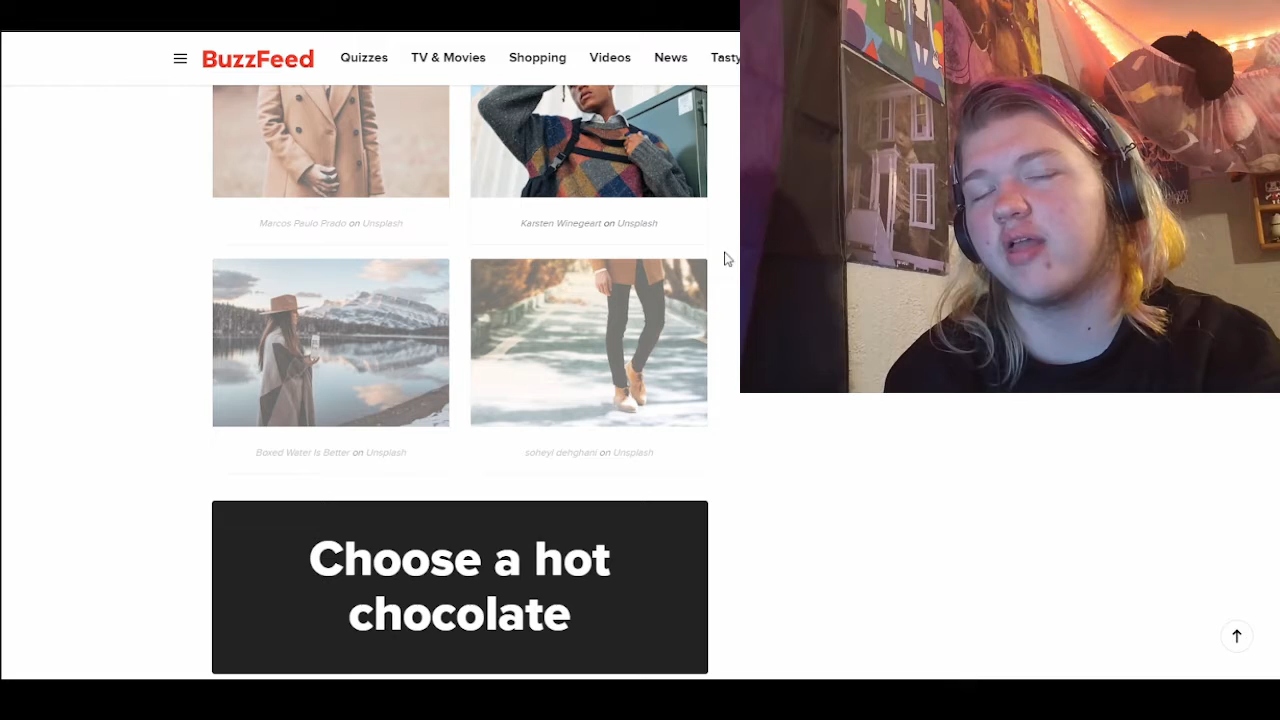 BuzzFeed
Quizzes TV & Movies Shopping Videos News Tasty
Marcos Paulo Prado on Unsplash
Karsten Winegeart on Unsplash
Boxed Water Is Better on Unsplash
soheyl dehghani on Unsplash
Choose a hot
chocolate